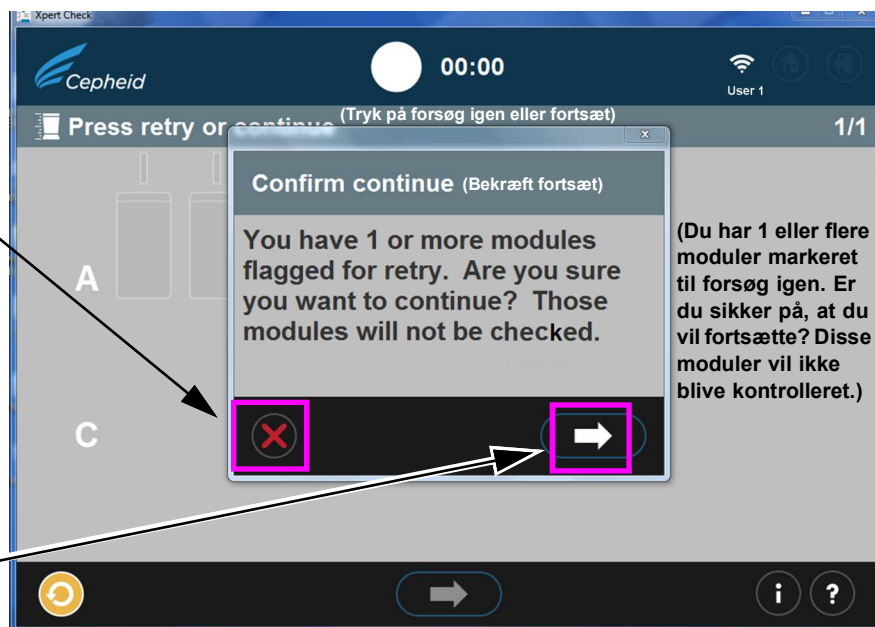 Xpert Check
Cepheid
00:00
User 1
Press retry or continue (Tryk på forsøg igen eller fortsæt)
1/1
x
Confirm continue (Bekræft fortsæt)
You have 1 or more modules
flagged for retry. Are you sure
you want to continue? Those
modules will not be checked.
(Du har 1 eller flere
moduler markeret
til forsøg igen. Er
du sikker på, at du
vil fortsætte? Disse
moduler vil ikke
blive kontrolleret.)
A
C
i
?